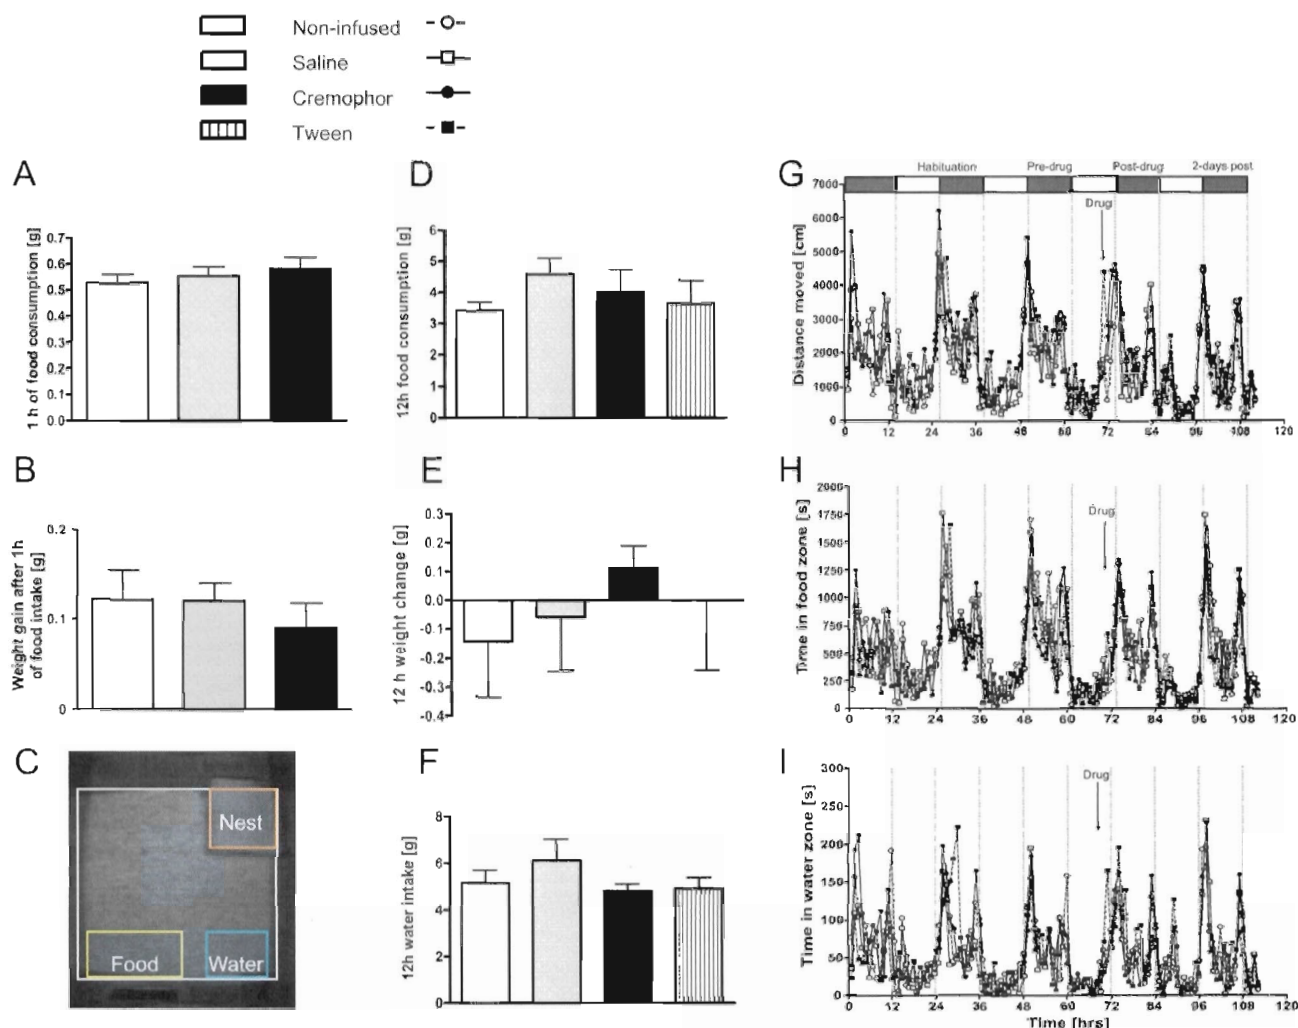 Non-infused
Saline
Cremophor
Tween
A
1 h of food consumption [g]
0.7
0.6
0.5
0.4
0.3
0.2
0.1
0.0
B
Weight gain after 1h
of food intake [g]
0.2
0.1
0
C
Nest
Food
Water
D
12h food consumption [g]
6
5
4
3
2
1
0
E
12 h weight change [g]
0.3
0.2
0.1
0.0
-0.1
-0.2
-0.3
-0.4
F
12h water intake [g]
8
6
4
2
0
G
Habituation
Pre-drug
Post-drug
2-days post
Drug
Distance moved [cm]
7000
6000
5000
4000
3000
2000
1000
0
0 12 24 36 48 60 72 84 96 108 120
H
Drug
Time in food zone [s]
2000
1750
1500
1250
1000
750
500
250
0
0 12 24 36 48 60 72 84 96 108 120
I
Drug
Time in water zone [s]
300
250
200
150
100
50
0
0 12 24 36 48 60 72 84 96 108 120
Time [hrs]